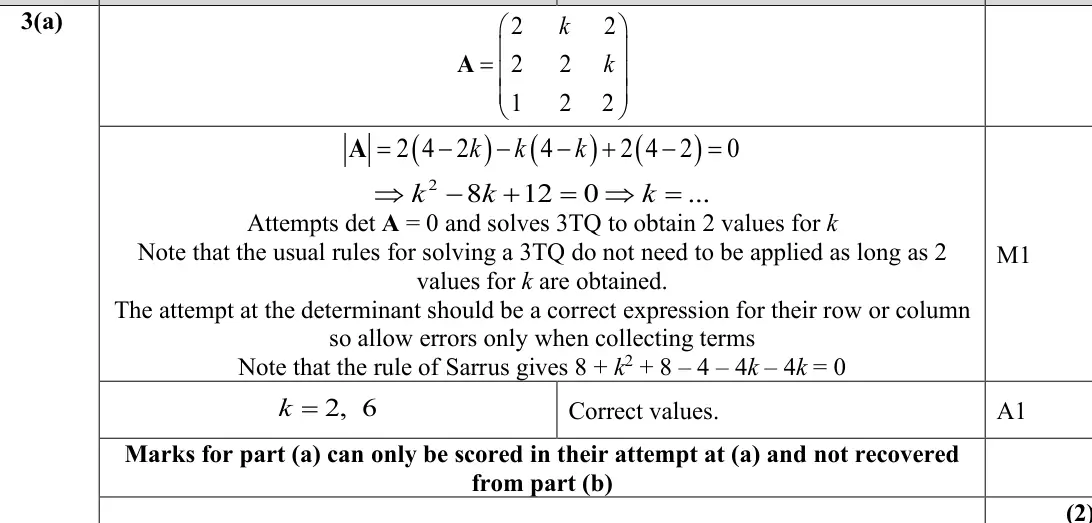 3(a)
A = ( 2 k 2
2 2 k
1 2 2 )
|A| = 2(4 − 2k) − k(4 − k) + 2(4 − 2) = 0
⇒ k² − 8k + 12 = 0 ⇒ k = ...
Attempts det A = 0 and solves 3TQ to obtain 2 values for k
Note that the usual rules for solving a 3TQ do not need to be applied as long as 2
values for k are obtained.
M1
The attempt at the determinant should be a correct expression for their row or column
so allow errors only when collecting terms
Note that the rule of Sarrus gives 8 + k² + 8 – 4 – 4k – 4k = 0
k = 2, 6
Correct values.
A1
Marks for part (a) can only be scored in their attempt at (a) and not recovered
from part (b)
(2)